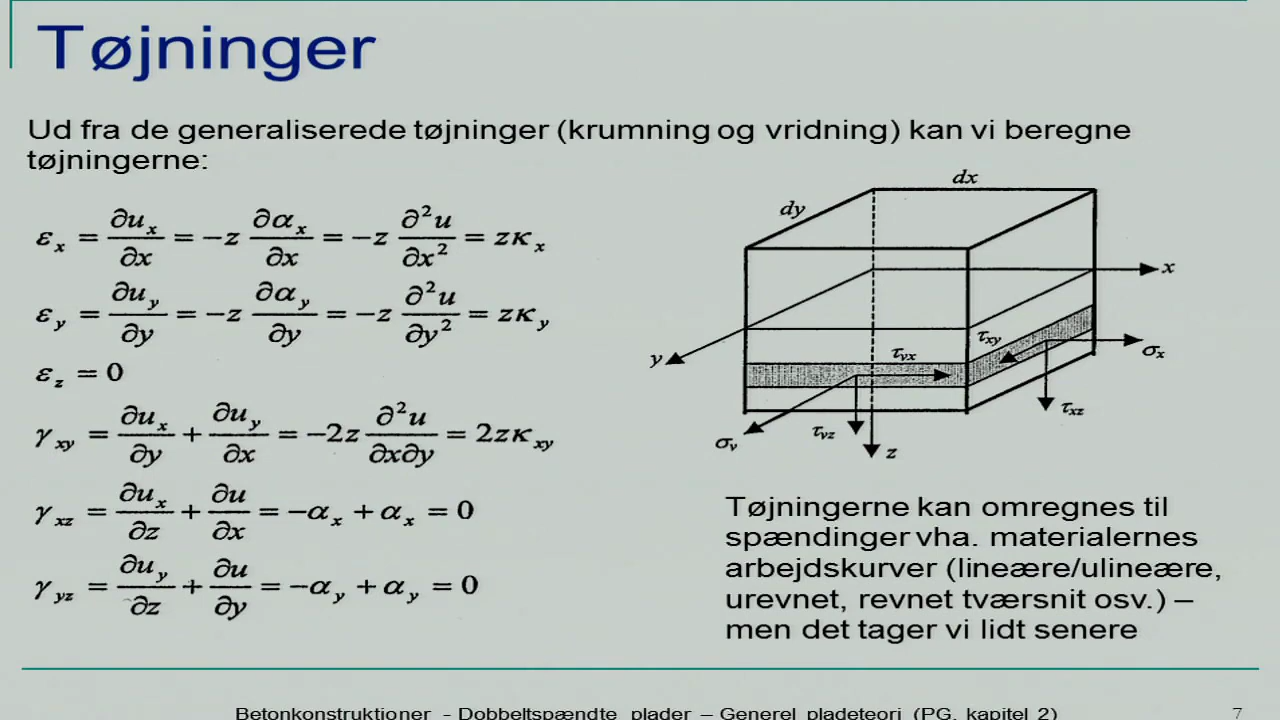 Tøjninger
Ud fra de generaliserede tøjninger (krumning og vridning) kan vi beregne
tøjningerne:
ε_x = ∂u_x/∂x = −z ∂α_x/∂x = −z ∂²u/∂x² = zκ_x
ε_y = ∂u_y/∂y = −z ∂α_y/∂y = −z ∂²u/∂y² = zκ_y
ε_z = 0
γ_xy = ∂u_x/∂y + ∂u_y/∂x = −2z ∂²u/∂x∂y = 2zκ_xy
γ_xz = ∂u_x/∂z + ∂u/∂x = −α_x + α_x = 0
γ_yz = ∂u_y/∂z + ∂u/∂y = −α_y + α_y = 0
dx
dy
x
y
τ_xy
τ_yx
σ_x
τ_xz
σ_y
τ_yz
z
Tøjningerne kan omregnes til
spændinger vha. materialernes
arbejdskurver (lineære/ulineære,
urevnet, revnet tværsnit osv.) –
men det tager vi lidt senere
Betonkonstruktioner - Dobbeltspændte plader – Generel pladeteori (PG, kapitel 2)
7